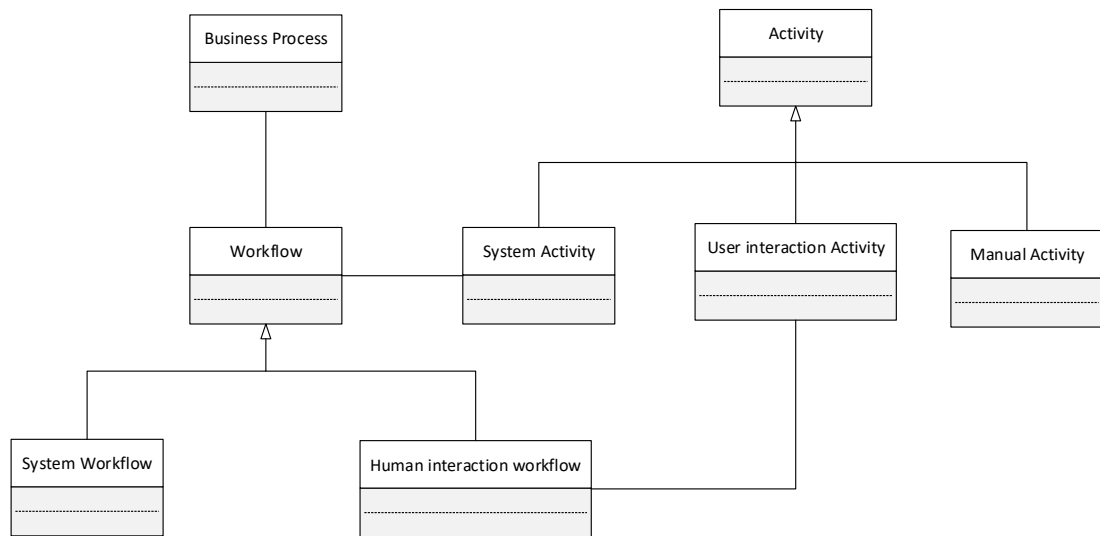 Business Process
Activity
Workflow
System Activity
User interaction Activity
Manual Activity
System Workflow
Human interaction workflow